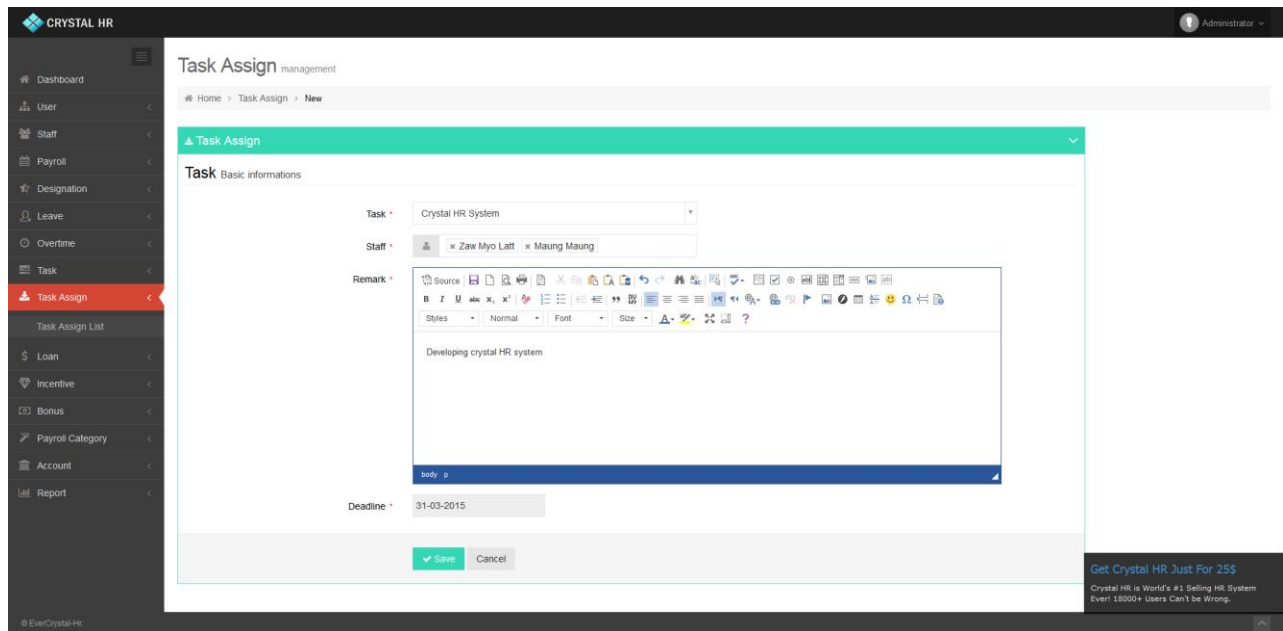 CRYSTAL HR
Administrator
Dashboard
User
Staff
Payroll
Designation
Leave
Overtime
Task
Task Assign
Task Assign List
Loan
Incentive
Bonus
Payroll Category
Account
Report
© EverCrystal-Hr.
Task Assign management
Home > Task Assign > New
Task Assign
Task Basic informations
Task * Crystal HR System
Staff * × Zaw Myo Latt × Maung Maung
Remark * Source
B I U abc x, x²
Styles Normal Font Size A ?
Developing crystal HR system
body p
Deadline * 31-03-2015
Save Cancel
Get Crystal HR Just For 25$
Crystal HR is World's #1 Selling HR System
Ever! 18000+ Users Can't be Wrong.